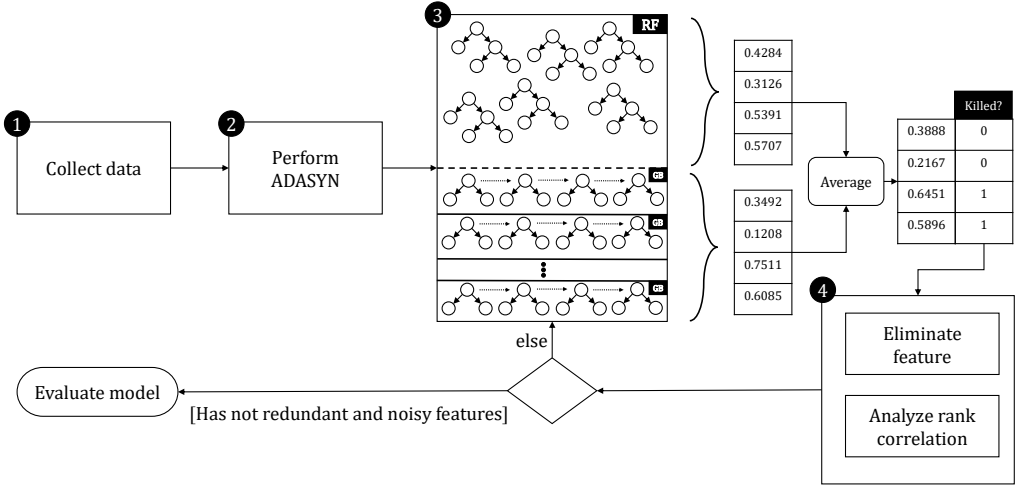 3
RF
0.4284
0.3126
0.5391
0.5707
Killed?
1
2
Collect data
Perform
ADASYN
0.3888 0
0.2167 0
0.6451 1
0.5896 1
Average
GB
0.3492
0.1208
0.7511
0.6085
GB
GB
4
Eliminate
feature
else
Evaluate model
[Has not redundant and noisy features]
Analyze rank
correlation